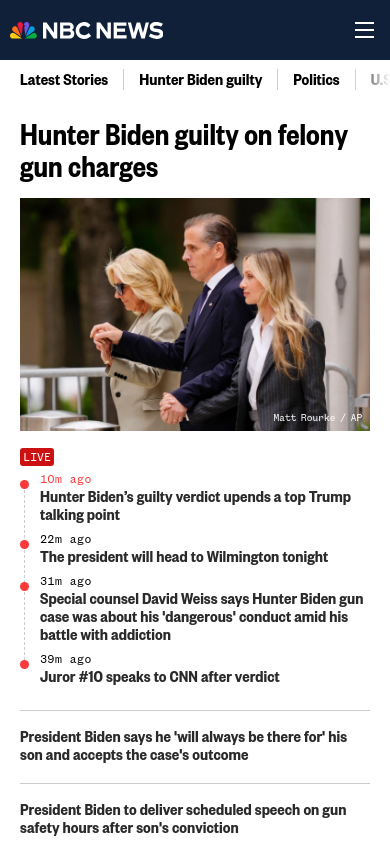 NBC NEWS
Latest Stories
Hunter Biden guilty
Politics
Hunter Biden guilty on felony
gun charges
Matt Rourke / AP
LIVE
10m ago
Hunter Biden’s guilty verdict upends a top Trump
talking point
22m ago
The president will head to Wilmington tonight
31m ago
Special counsel David Weiss says Hunter Biden gun
case was about his 'dangerous' conduct amid his
battle with addiction
39m ago
Juror #10 speaks to CNN after verdict
President Biden says he 'will always be there for' his
son and accepts the case's outcome
President Biden to deliver scheduled speech on gun
safety hours after son's conviction